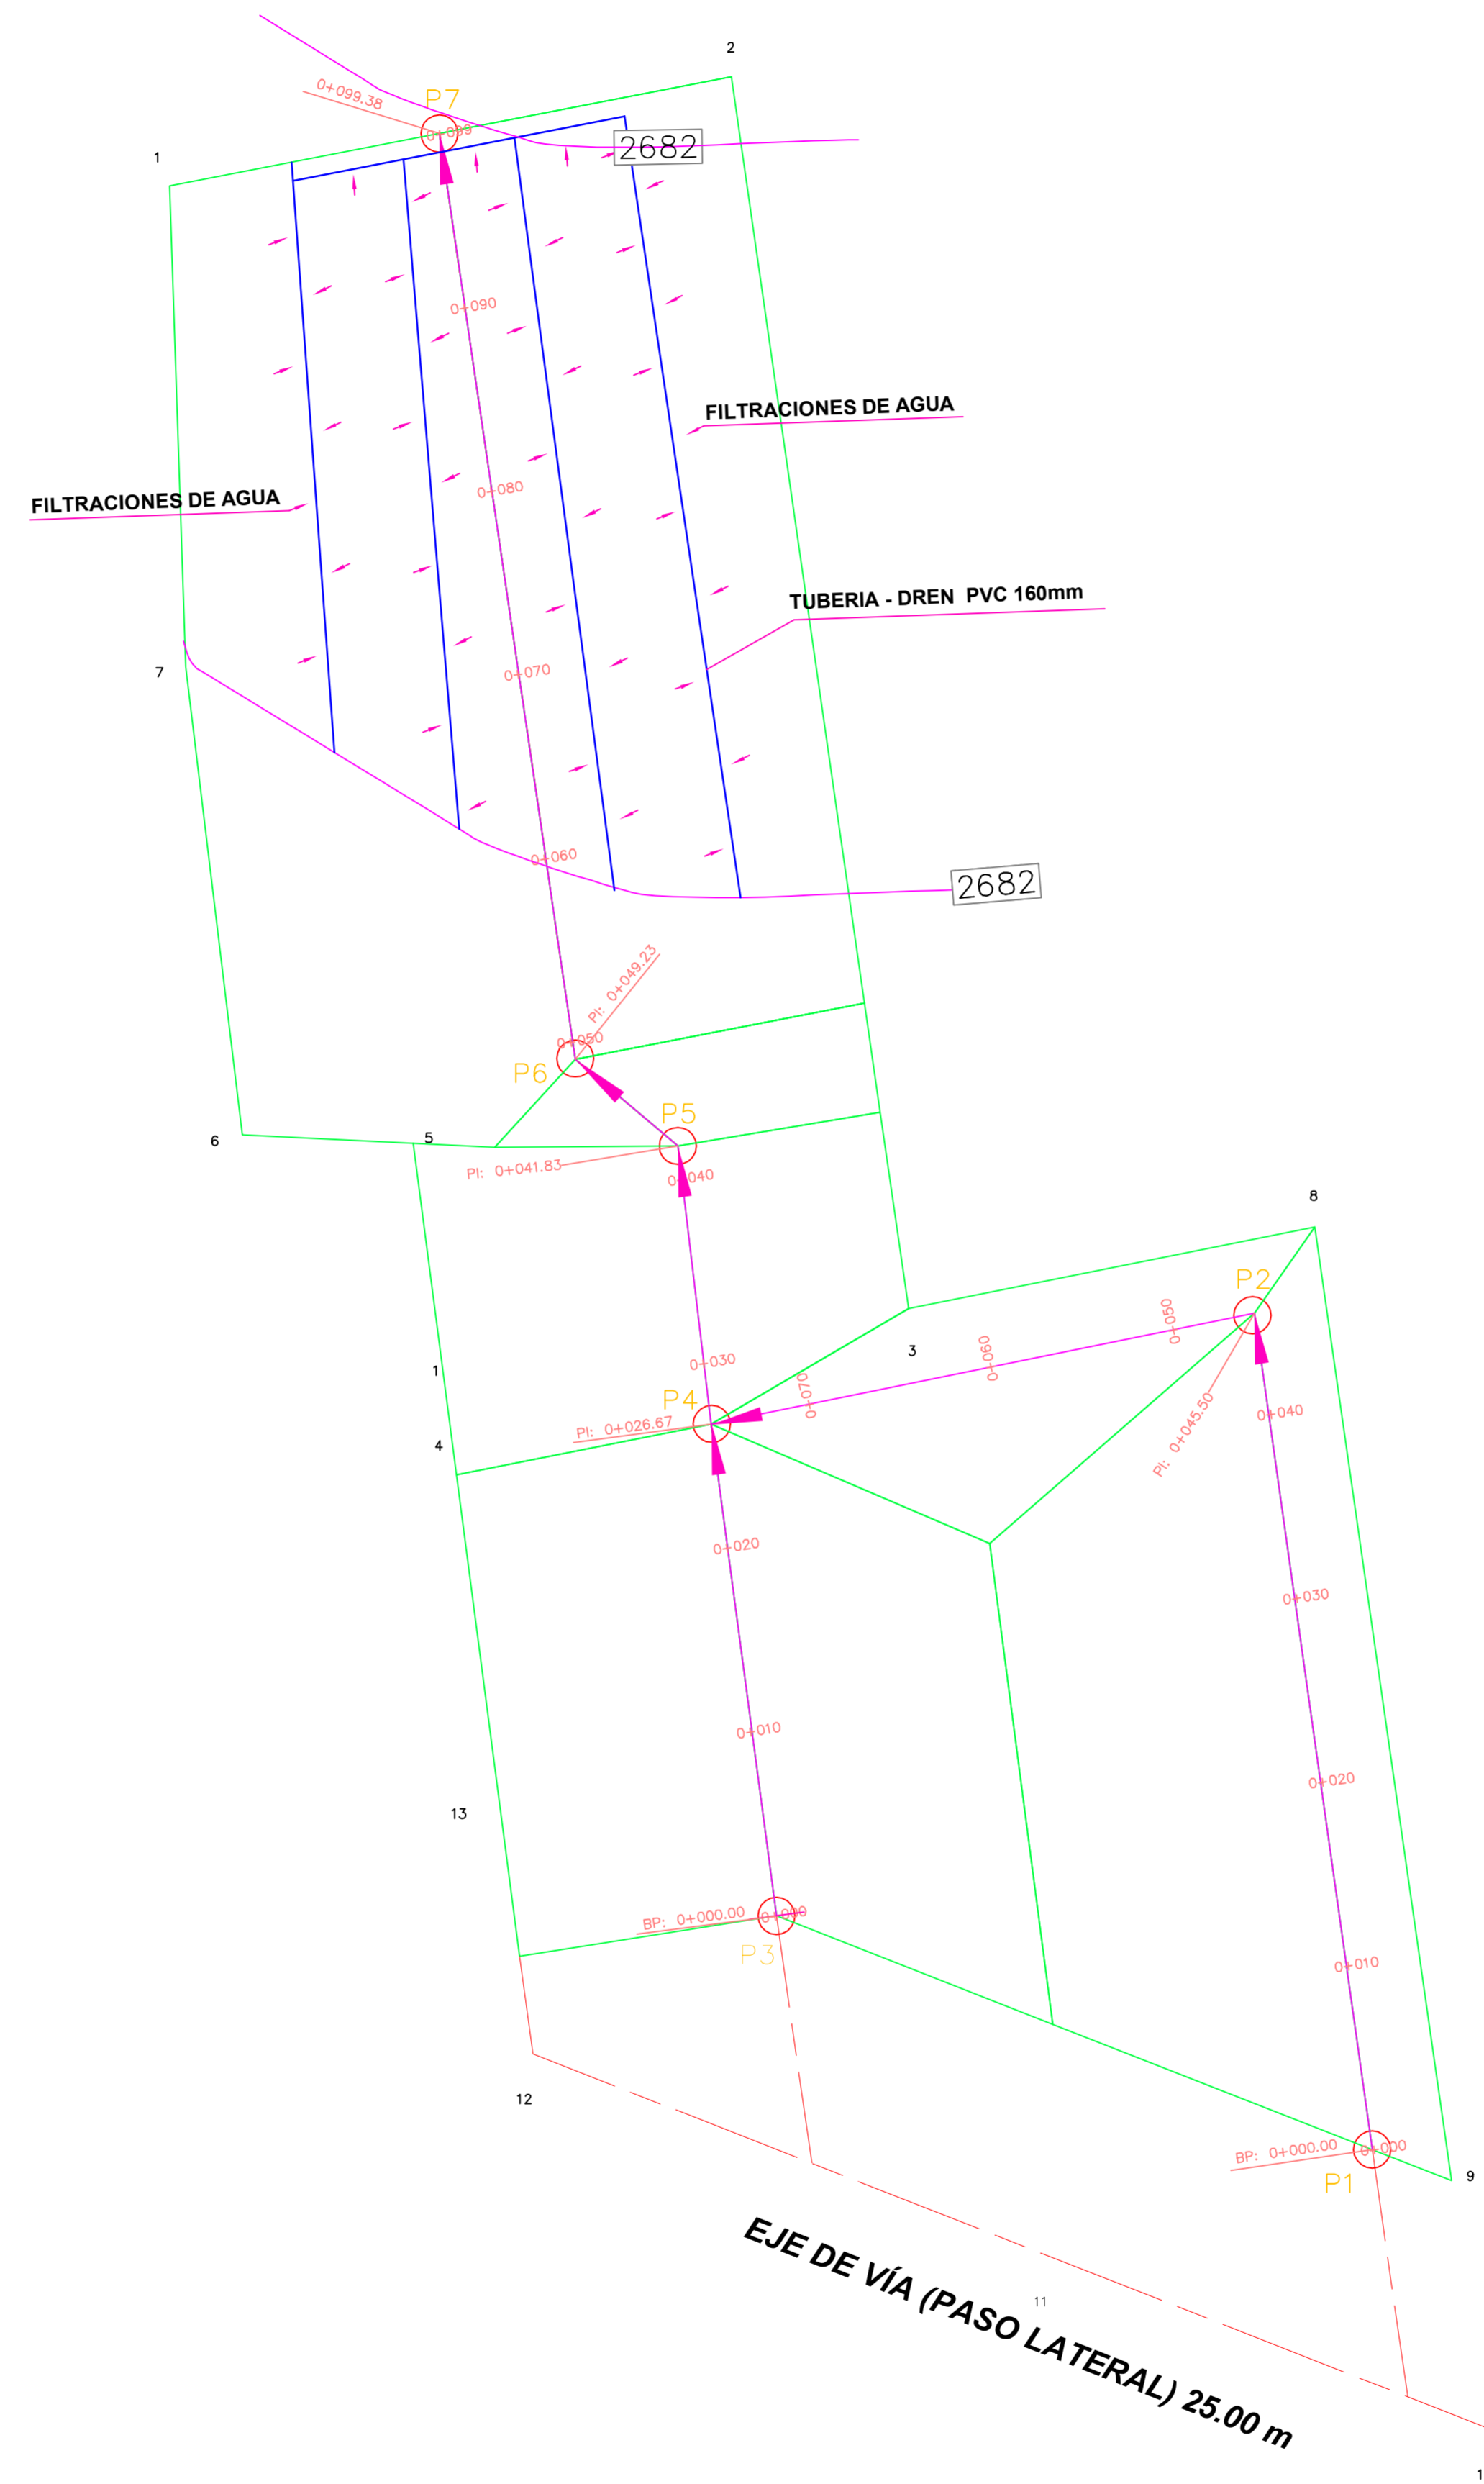 2
0+099.38
P7
0+099
2682
1
0+090
FILTRACIONES DE AGUA
0+080
FILTRACIONES DE AGUA
TUBERIA - DREN PVC 160mm
7
0+070
0+060
2682
PI: 0+049.23
0+050
P6
P5
6
5
PI: 0+041.83
0+040
8
P2
0+050
0+060
3
0+030
1
0+070
P4
PI: 0+026.67
0+040
PI: 0+045.50
4
0+020
0+030
0+010
0+020
13
BP: 0+000.00
0+000
P3
0+010
12
BP: 0+000.00
0+000
P1
9
EJE DE VÍA (PASO LATERAL) 25.00 m
11
1